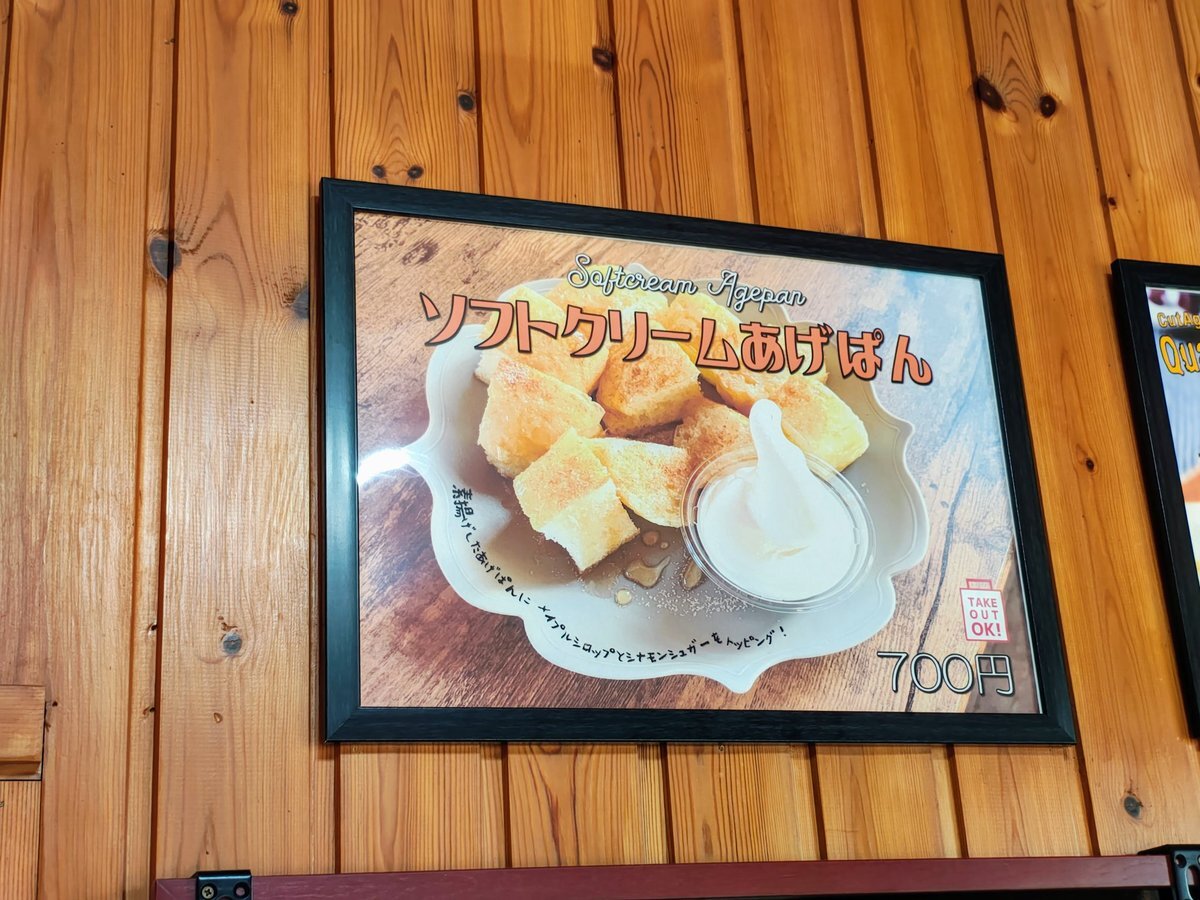 Softcream Agepan
ソフトクリームあげぱん
素揚げしたあげぱんに メイプルシロップとシナモンシュガーをトッピング!
TAKE
OUT
OK!
700円